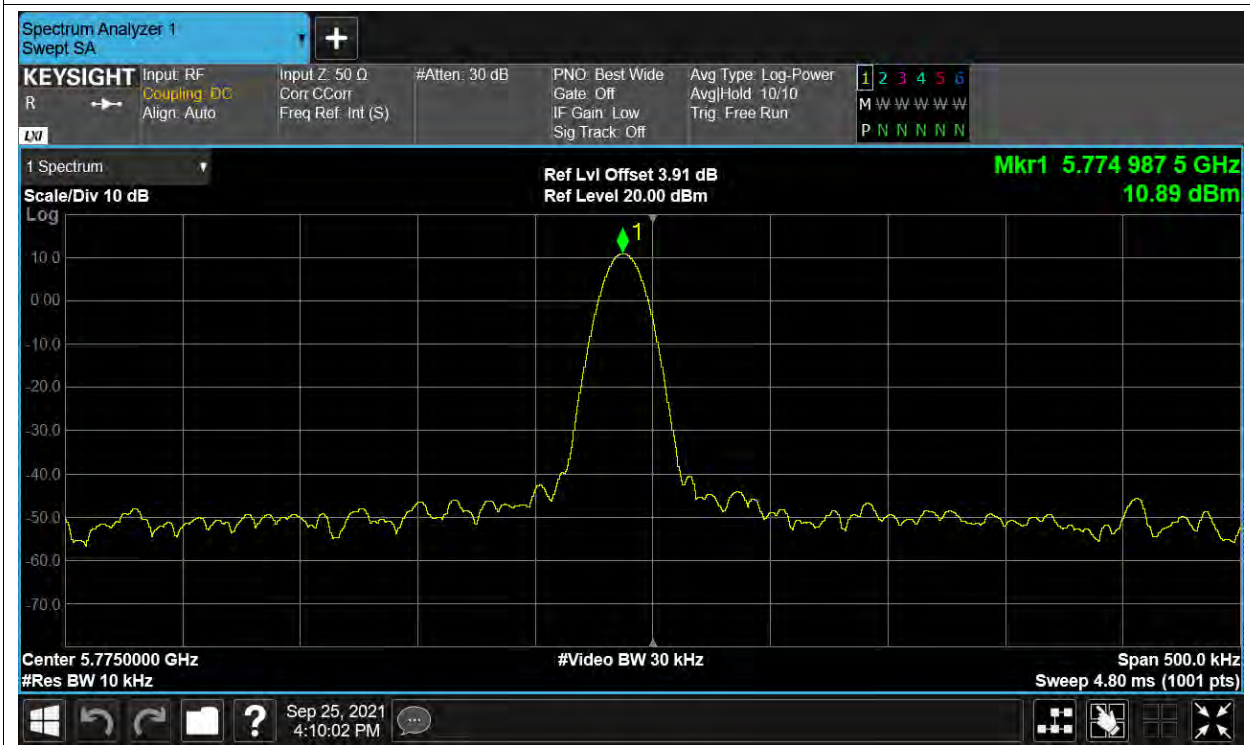 Spectrum Analyzer 1
Swept SA
+
KEYSIGHT
R
LXI
Input: RF
Coupling: DC
Align: Auto
Input Z: 50 Ω
Corr CCorr
Freq Ref: Int (S)
#Atten: 30 dB
PNO: Best Wide
Gate: Off
IF Gain: Low
Sig Track: Off
Avg Type: Log-Power
Avg|Hold: 10/10
Trig: Free Run
1 2 3 4 5 6
M W W W W W W
P N N N N N N
1 Spectrum
Scale/Div 10 dB
Log
Ref Lvl Offset 3.91 dB
Ref Level 20.00 dBm
Mkr1 5.774 987 5 GHz
10.89 dBm
1
10.0
0.00
-10.0
-20.0
-30.0
-40.0
-50.0
-60.0
-70.0
Center 5.7750000 GHz
#Res BW 10 kHz
#Video BW 30 kHz
Span 500.0 kHz
Sweep 4.80 ms (1001 pts)
?
Sep 25, 2021
4:10:02 PM